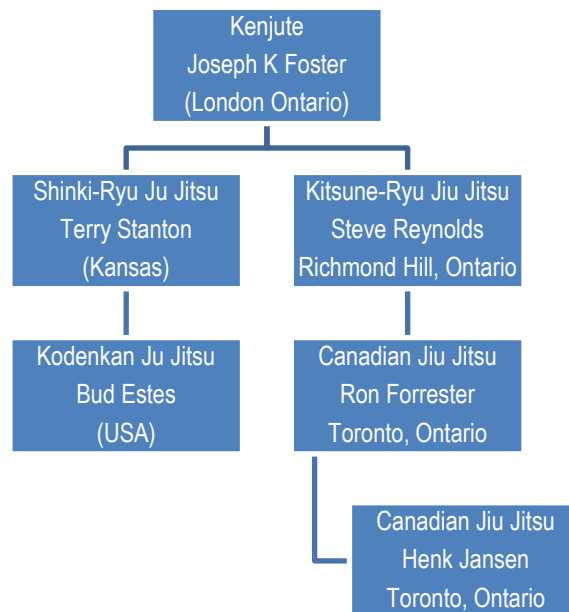 Kenjute
Joseph K Foster
(London Ontario)
Shinki-Ryu Ju Jitsu
Terry Stanton
(Kansas)
Kitsune-Ryu Jiu Jitsu
Steve Reynolds
Richmond Hill, Ontario
Kodenkan Ju Jitsu
Bud Estes
(USA)
Canadian Jiu Jitsu
Ron Forrester
Toronto, Ontario
Canadian Jiu Jitsu
Henk Jansen
Toronto, Ontario